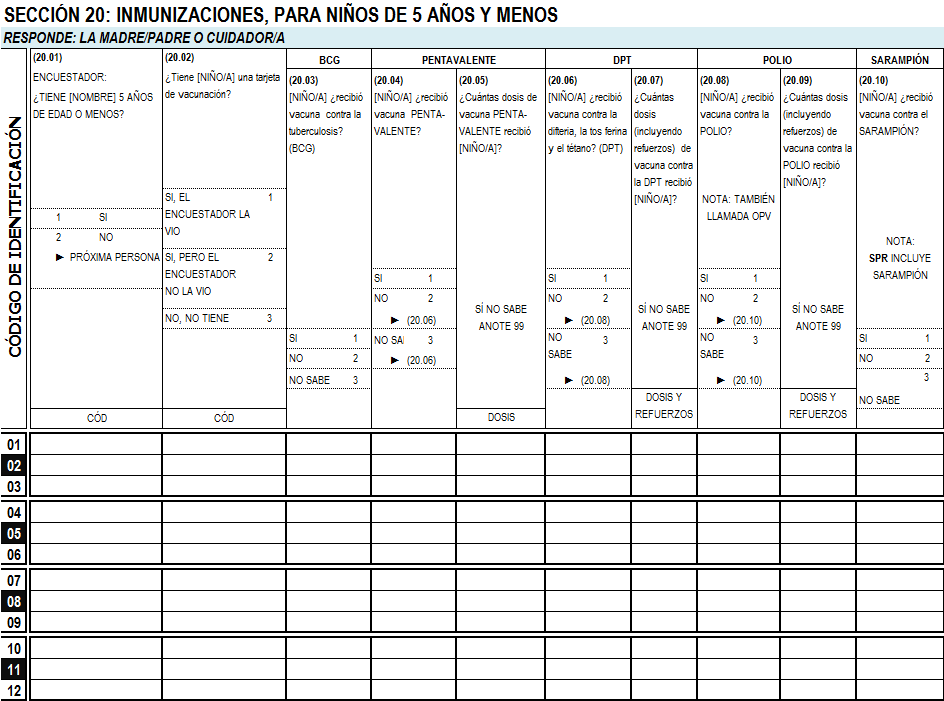 SECCIÓN 20: INMUNIZACIONES, PARA NIÑOS DE 5 AÑOS Y MENOS
RESPONDE: LA MADRE/PADRE O CUIDADOR/A
CÓDIGO DE IDENTIFICACIÓN
(20.01)
ENCUESTADOR:
¿TIENE [NOMBRE] 5 AÑOS
DE EDAD O MENOS?
1 SI
2 NO
► PRÓXIMA PERSONA
CÓD
(20.02)
¿Tiene [NIÑO/A] una tarjeta
de vacunación?
SI, EL 1
ENCUESTADOR LA
VIO
SI, PERO EL 2
ENCUESTADOR
NO LA VIO
NO, NO TIENE 3
CÓD
BCG
(20.03)
[NIÑO/A] ¿recibió
vacuna contra la
tuberculosis?
(BCG)
SI 1
NO 2
NO SABE 3
PENTAVALENTE
(20.04)
[NIÑO/A] ¿recibió
vacuna PENTA-
VALENTE?
SI 1
NO 2
► (20.06)
NO SA 3
► (20.06)
(20.05)
¿Cuántas dosis de
vacuna PENTA-
VALENTE recibió
[NIÑO/A]?
SÍ NO SABE
ANOTE 99
DOSIS
DPT
(20.06)
[NIÑO/A] ¿recibió
vacuna contra la
difteria, la tos ferina
y el tétano? (DPT)
SI 1
NO 2
► (20.08)
NO 3
SABE
► (20.08)
(20.07)
¿Cuántas
dosis
(incluyendo
refuerzos) de
vacuna contra
la DPT recibió
[NIÑO/A]?
SÍ NO SABE
ANOTE 99
DOSIS Y
REFUERZOS
POLIO
(20.08)
[NIÑO/A] ¿recibió
vacuna contra la
POLIO?
NOTA: TAMBIÉN
LLAMADA OPV
SI 1
NO 2
► (20.10)
NO 3
SABE
► (20.10)
(20.09)
¿Cuántas dosis
(incluyendo
refuerzos) de
vacuna contra la
POLIO recibió
[NIÑO/A]?
SÍ NO SABE
ANOTE 99
DOSIS Y
REFUERZOS
SARAMPIÓN
(20.10)
[NIÑO/A] ¿recibió
vacuna contra el
SARAMPIÓN?
NOTA:
SPR INCLUYE
SARAMPIÓN
SI 1
NO 2
3
NO SABE
01
02
03
04
05
06
07
08
09
10
11
12